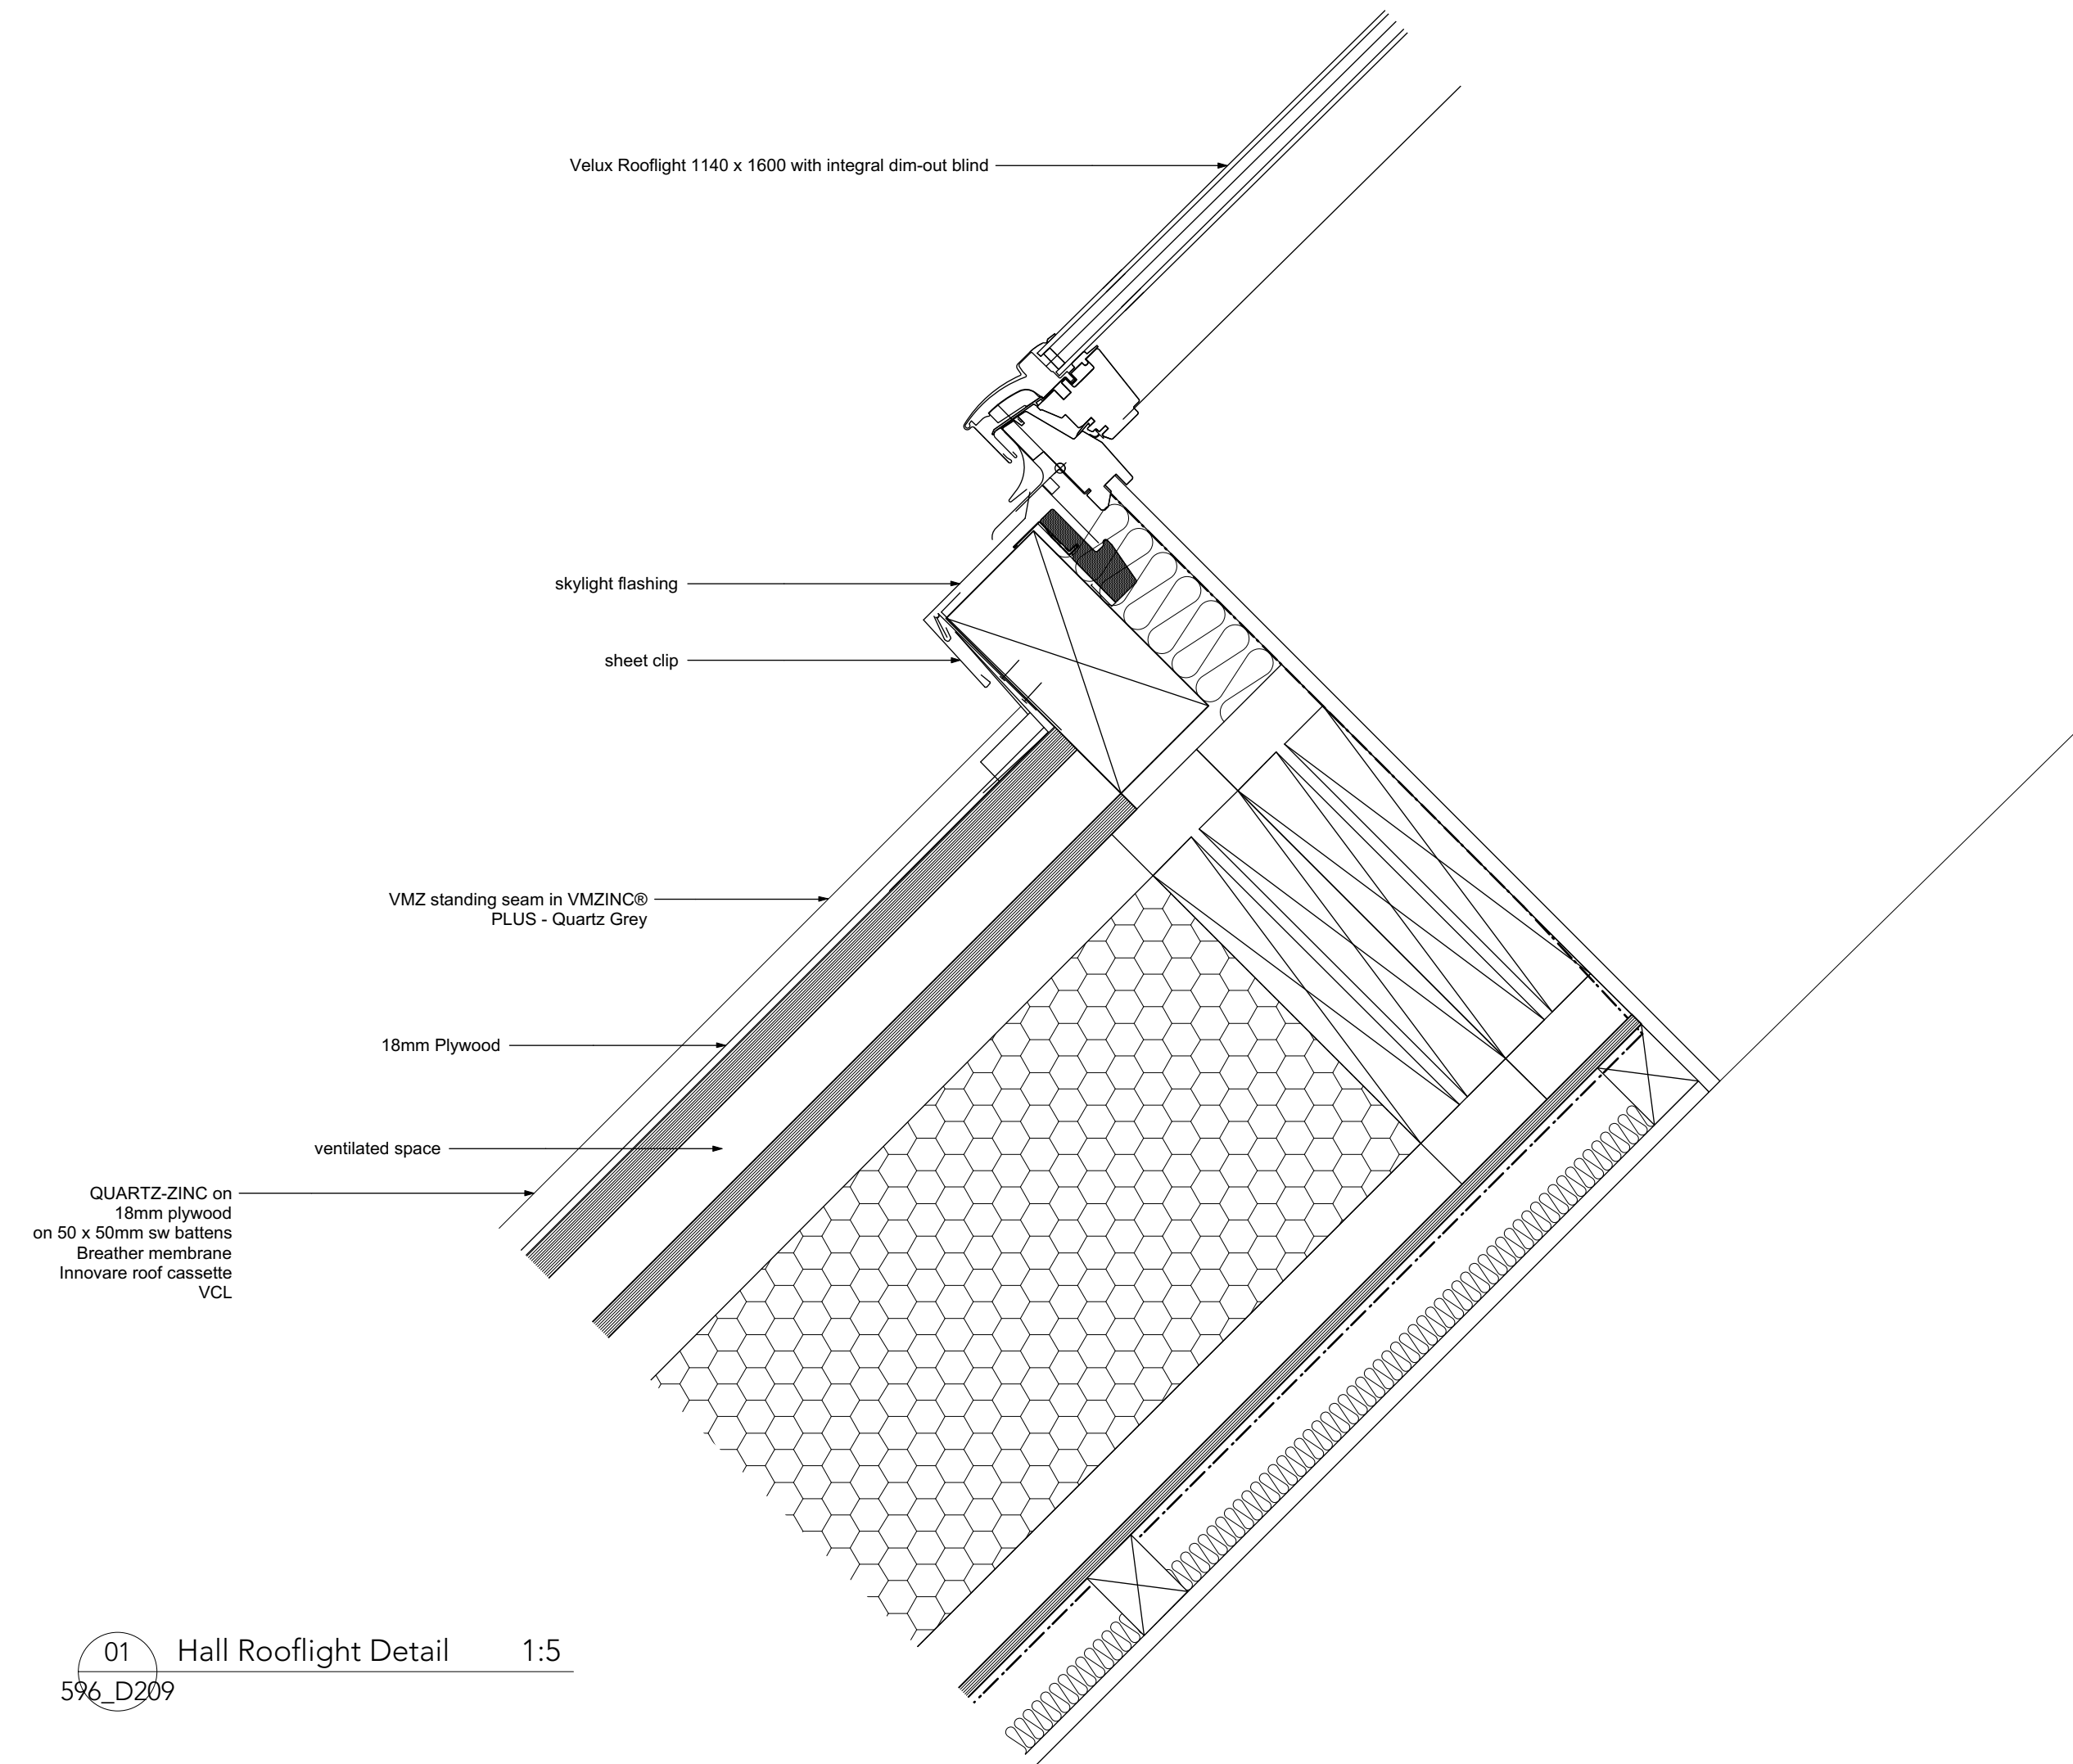 Velux Rooflight 1140 x 1600 with integral dim-out blind
skylight flashing
sheet clip
VMZ standing seam in VMZINC®
PLUS - Quartz Grey
18mm Plywood
ventilated space
QUARTZ-ZINC on
18mm plywood
on 50 x 50mm sw battens
Breather membrane
Innovare roof cassette
VCL
01 Hall Rooflight Detail 1:5
596_D209